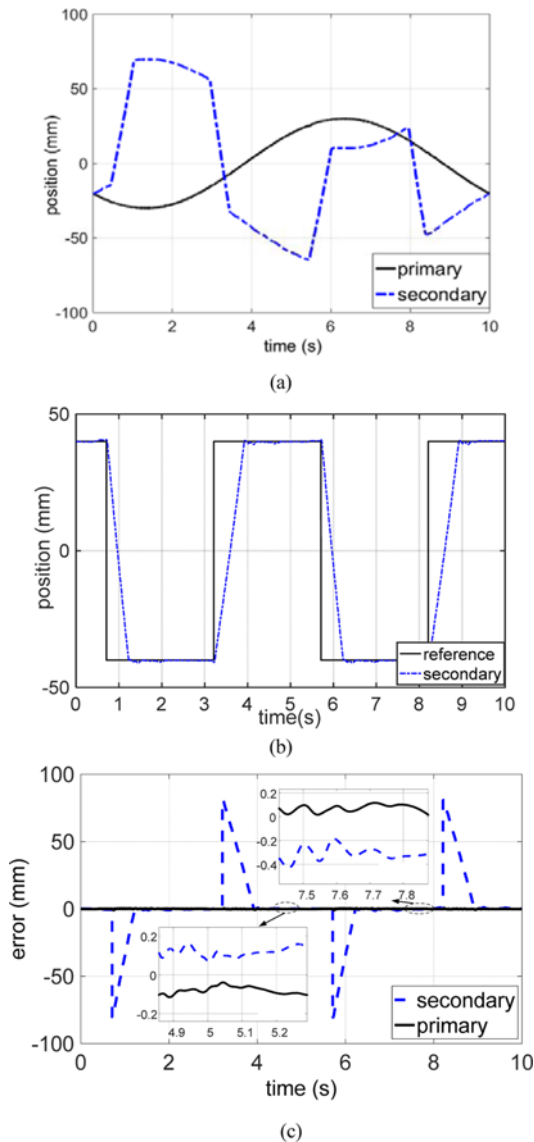 100
50
0
-50
-100
position (mm)
primary
secondary
0 2 4 6 8 10
time (s)
(a)
50
0
-50
position (mm)
reference
secondary
0 1 2 3 4 5 6 7 8 9 10
time(s)
(b)
100
50
0
-50
-100
error (mm)
0.2
0
-0.2
-0.4
7.5 7.6 7.7 7.8
0.2
0
-0.2
4.9 5 5.1 5.2
secondary
primary
0 2 4 6 8 10
time (s)
(c)